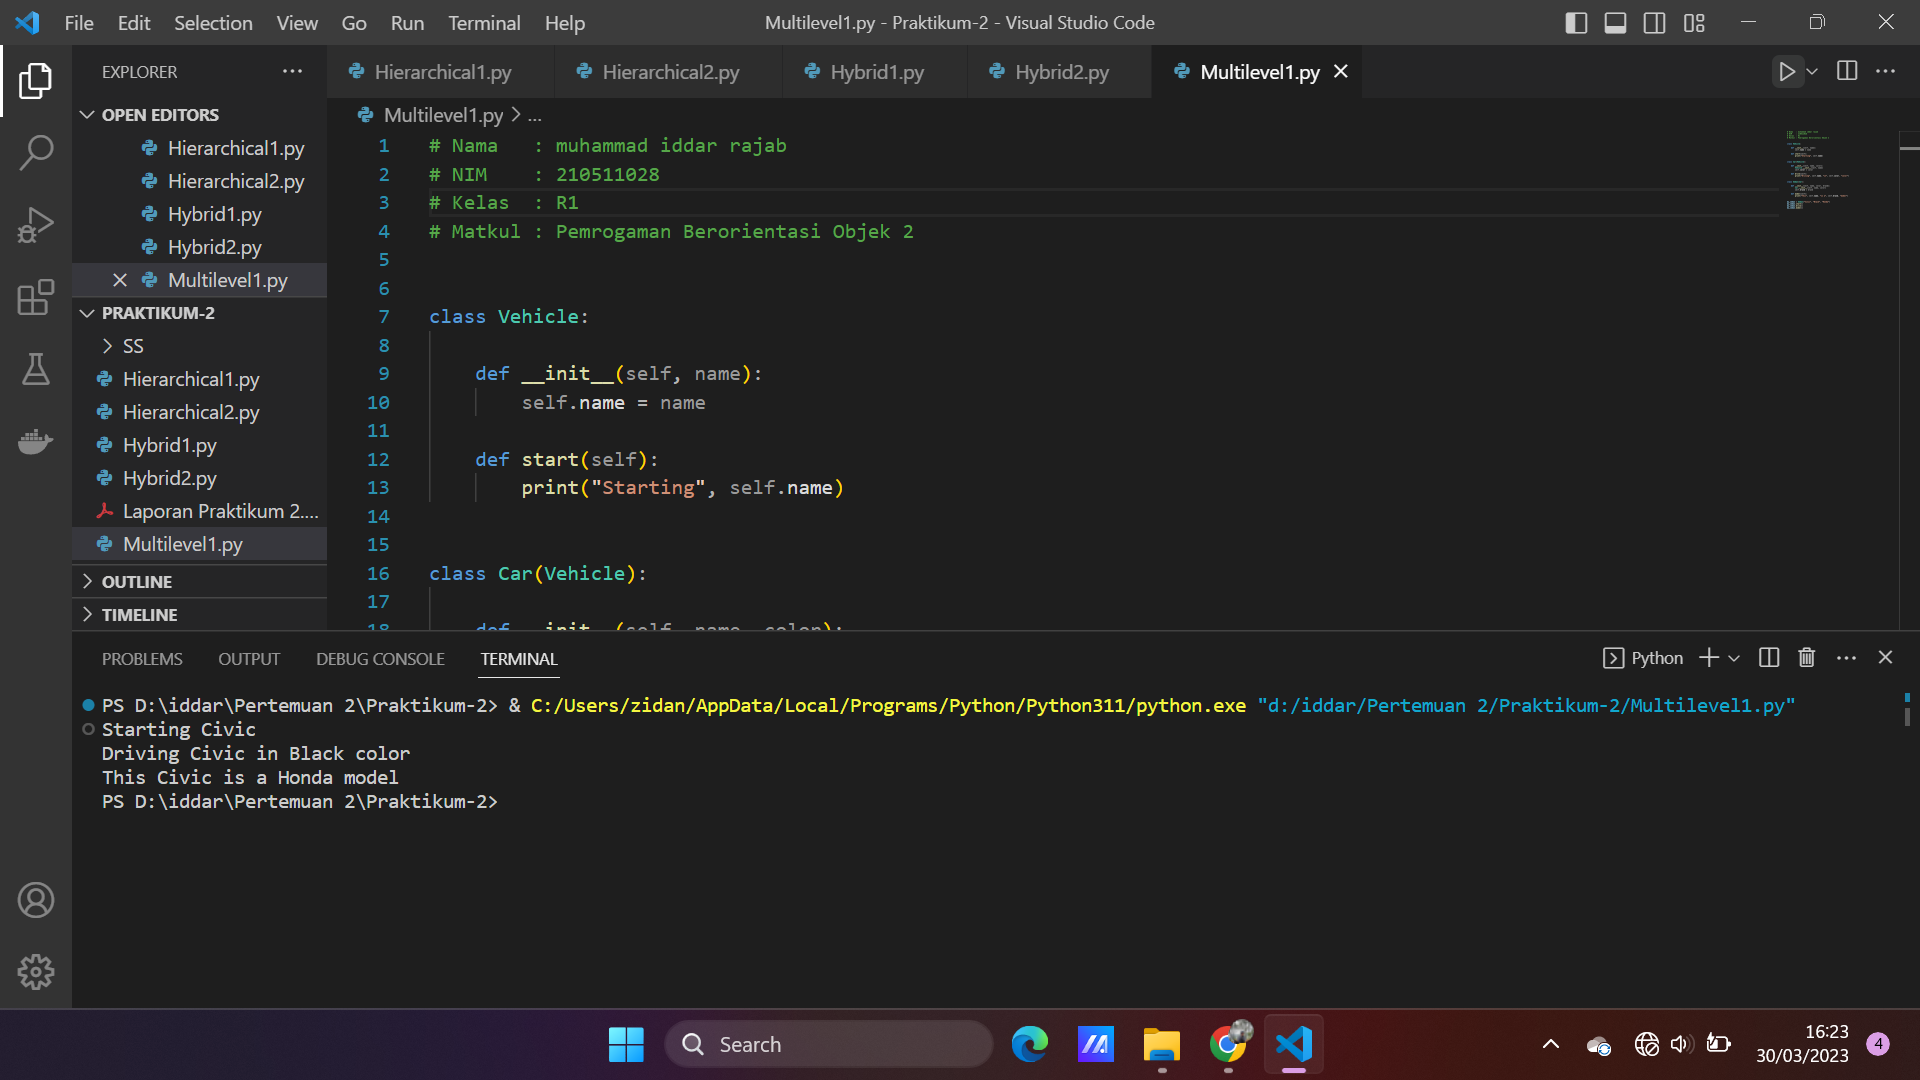 File Edit Selection View Go Run Terminal Help
Multilevel1.py - Praktikum-2 - Visual Studio Code
EXPLORER
OPEN EDITORS
Hierarchical1.py
Hierarchical2.py
Hybrid1.py
Hybrid2.py
Multilevel1.py
PRAKTIKUM-2
SS
Hierarchical1.py
Hierarchical2.py
Hybrid1.py
Hybrid2.py
Laporan Praktikum 2....
Multilevel1.py
OUTLINE
TIMELINE
Hierarchical1.py Hierarchical2.py Hybrid1.py Hybrid2.py Multilevel1.py
Multilevel1.py > ...
1 # Nama   : muhammad iddar rajab
2 # NIM    : 210511028
3 # Kelas  : R1
4 # Matkul : Pemrogaman Berorientasi Objek 2
5
6
7 class Vehicle:
8
9     def __init__(self, name):
10         self.name = name
11
12     def start(self):
13         print("Starting", self.name)
14
15
16 class Car(Vehicle):
17
18     def __init__(self, name, color):
PROBLEMS OUTPUT DEBUG CONSOLE TERMINAL
Python
PS D:\iddar\Pertemuan 2\Praktikum-2> & C:/Users/zidan/AppData/Local/Programs/Python/Python311/python.exe "d:/iddar/Pertemuan 2/Praktikum-2/Multilevel1.py"
Starting Civic
Driving Civic in Black color
This Civic is a Honda model
PS D:\iddar\Pertemuan 2\Praktikum-2>
Search
16:23
30/03/2023
4